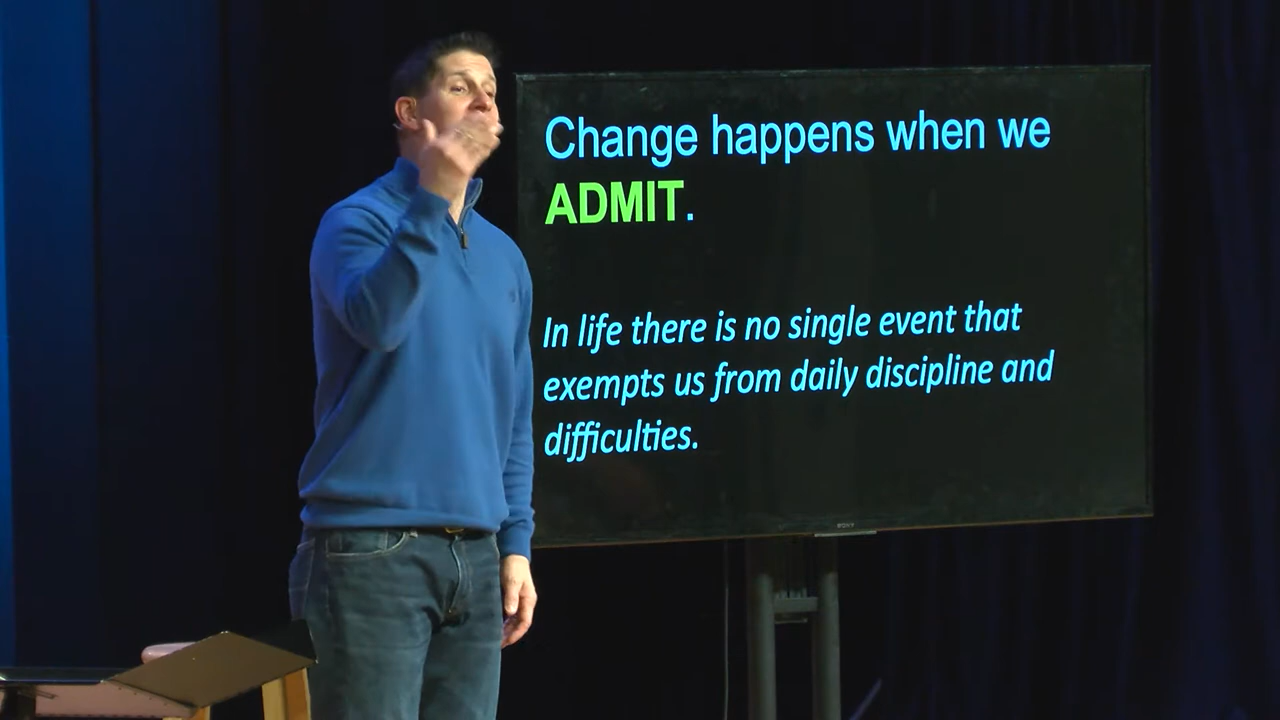 Change happens when we
ADMIT.
In life there is no single event that
exempts us from daily discipline and
difficulties.
SONY